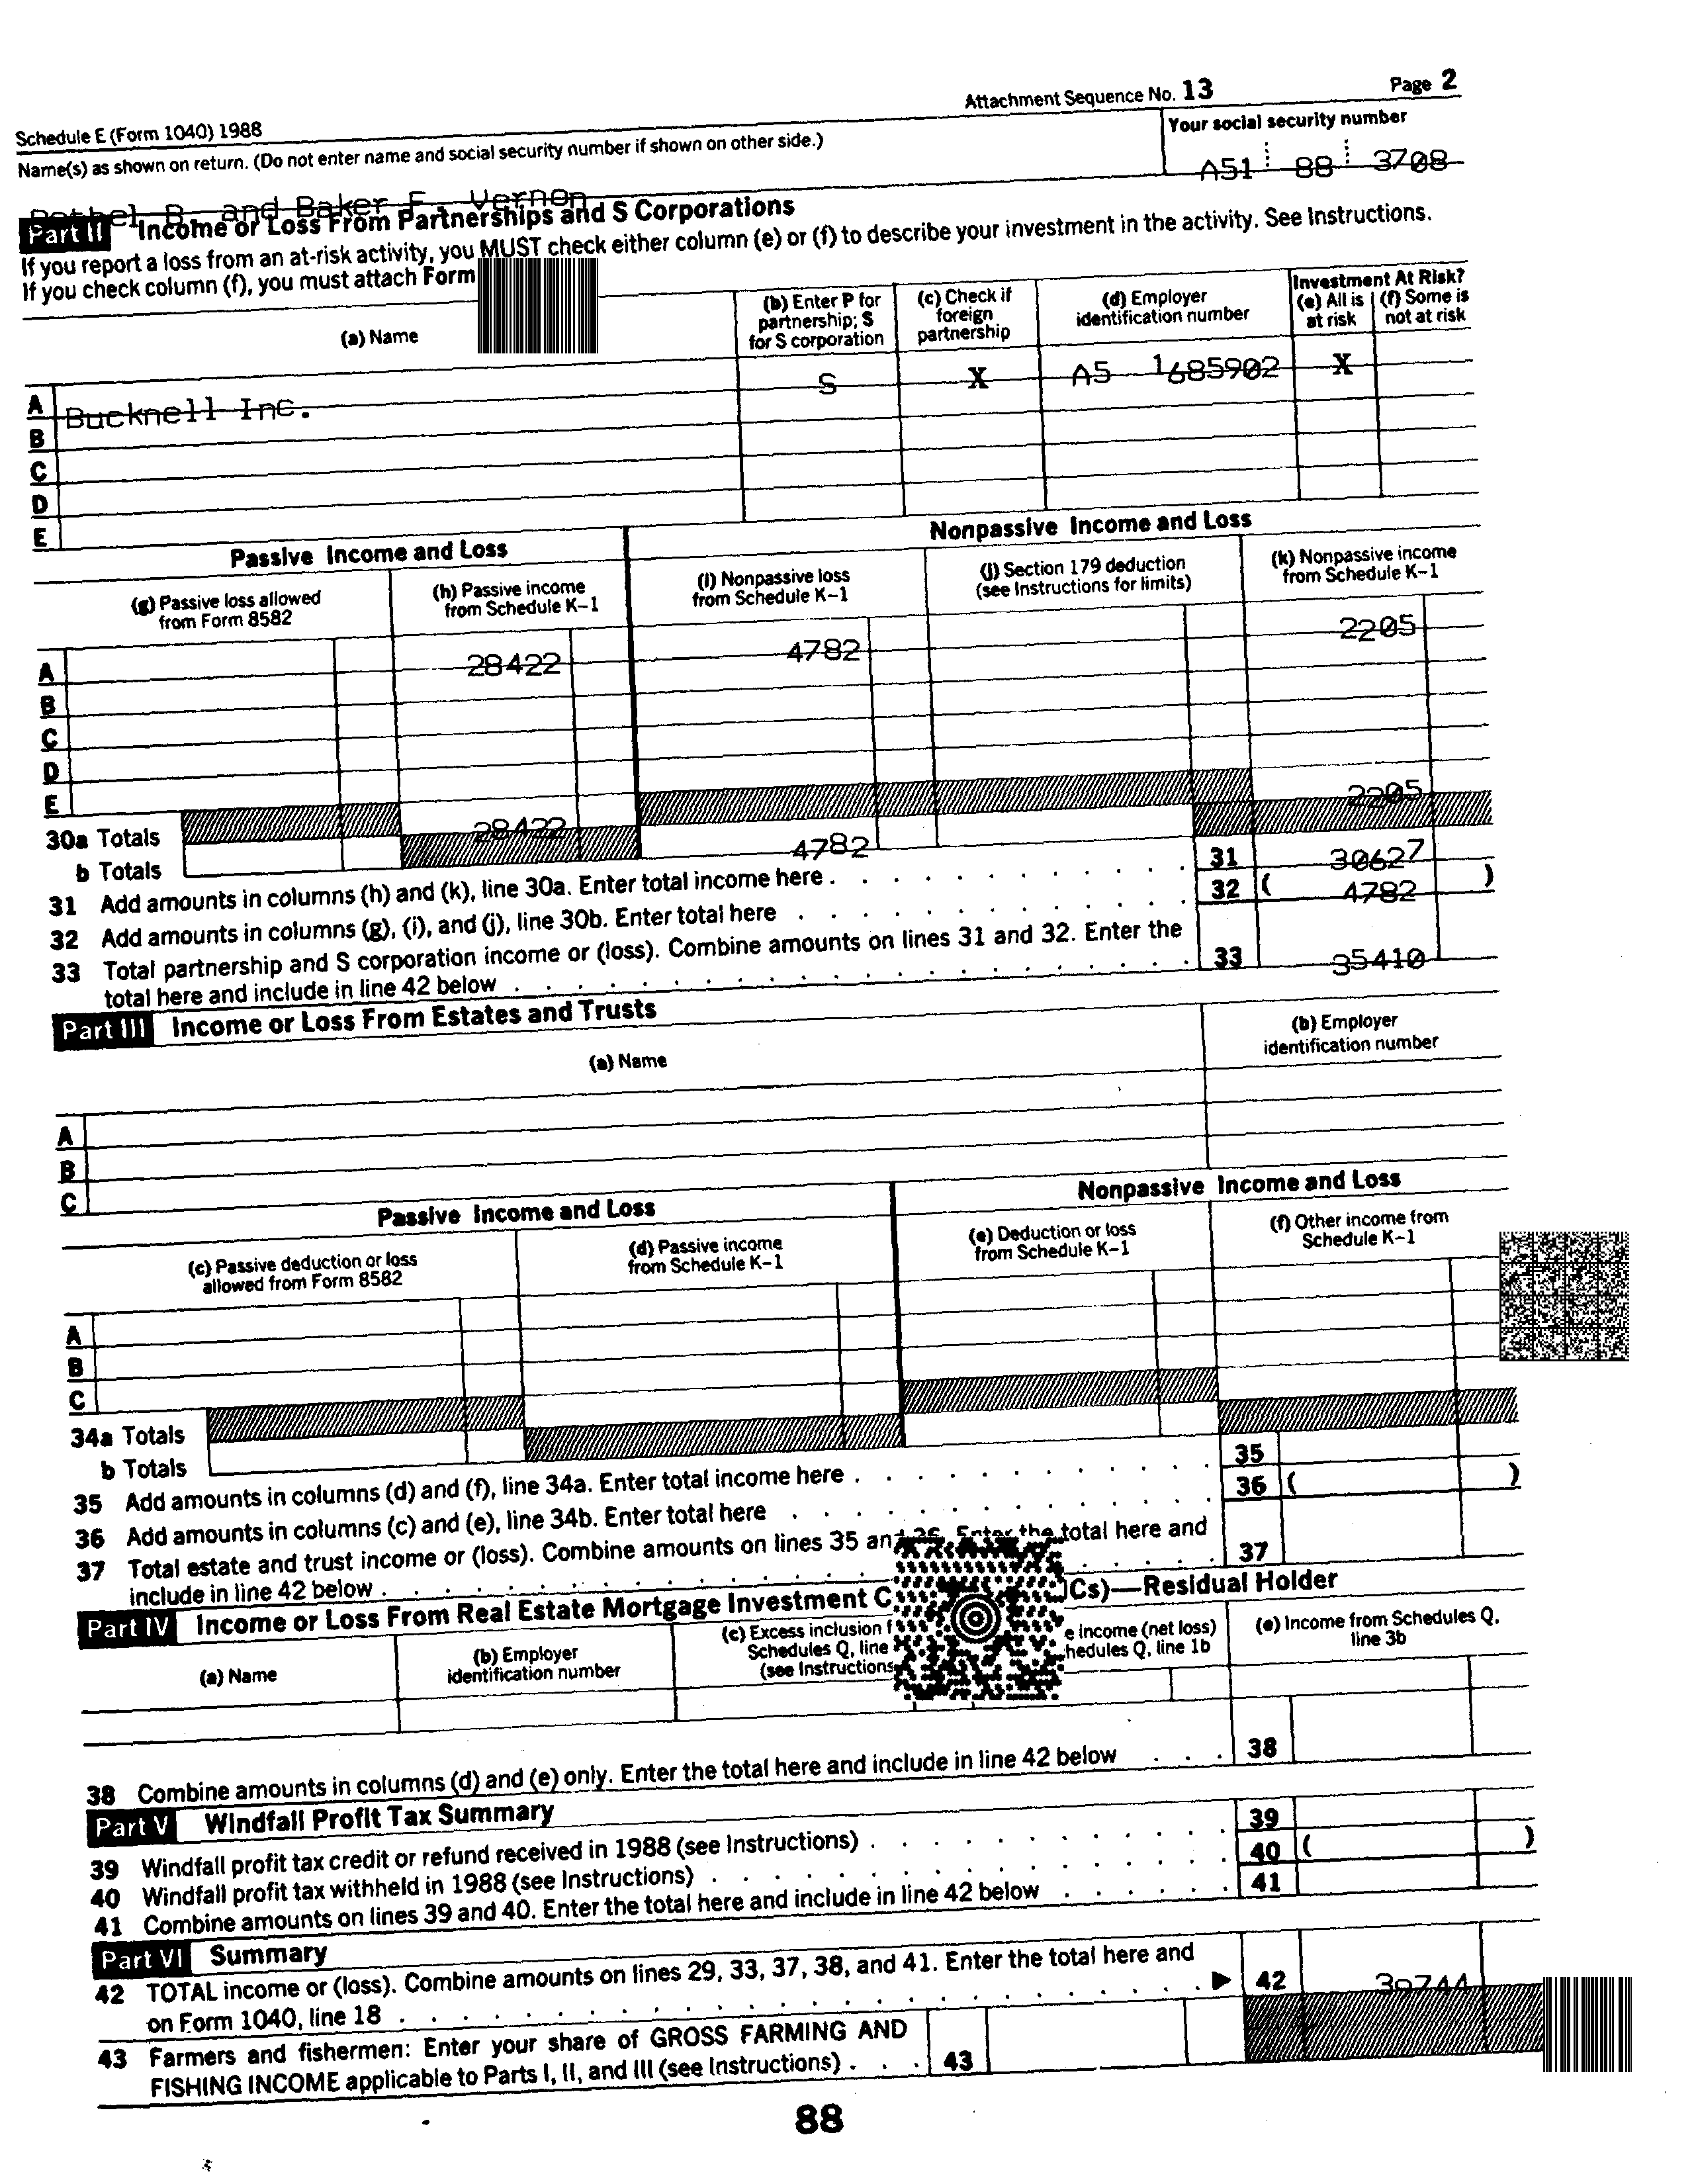 Attachment Sequence No. 13 Page 2
Schedule E (Form 1040) 1988
Name(s) as shown on return. (Do not enter name and social security number if shown on other side.)
Your social security number
A51 88 3708
Bethel B. and Baker F. Vernon
Part II Income or Loss From Partnerships and S Corporations
If you report a loss from an at-risk activity, you MUST check either column (e) or (f) to describe your investment in the activity. See Instructions.
If you check column (f), you must attach Form
(a) Name
(b) Enter P for partnership; S for S corporation
(c) Check if foreign partnership
(d) Employer identification number
Investment At Risk?
(e) All is at risk
(f) Some is not at risk
A Bucknell Inc. S X A5 1685902 X
B
C
D
E
Passive Income and Loss
Nonpassive Income and Loss
(g) Passive loss allowed from Form 8582
(h) Passive income from Schedule K-1
(i) Nonpassive loss from Schedule K-1
(j) Section 179 deduction (see Instructions for limits)
(k) Nonpassive income from Schedule K-1
A 28422 4782 2205
B
C
D
E
30a Totals 28422 2205
b Totals 4782
31 Add amounts in columns (h) and (k), line 30a. Enter total income here . 31 30627
32 Add amounts in columns (g), (i), and (j), line 30b. Enter total here 32 ( 4782 )
33 Total partnership and S corporation income or (loss). Combine amounts on lines 31 and 32. Enter the
total here and include in line 42 below 33 35410
Part III Income or Loss From Estates and Trusts
(a) Name
(b) Employer identification number
A
B
C
Passive Income and Loss
Nonpassive Income and Loss
(c) Passive deduction or loss allowed from Form 8582
(d) Passive income from Schedule K-1
(e) Deduction or loss from Schedule K-1
(f) Other income from Schedule K-1
A
B
C
34a Totals
b Totals
35 Add amounts in columns (d) and (f), line 34a. Enter total income here . 35
36 Add amounts in columns (c) and (e), line 34b. Enter total here 36 ( )
37 Total estate and trust income or (loss). Combine amounts on lines 35 and 36. Enter the total here and
include in line 42 below . 37
Part IV Income or Loss From Real Estate Mortgage Investment C Cs)—Residual Holder
(a) Name
(b) Employer identification number
(c) Excess inclusion f Schedules Q, line (see Instructions
e income (net loss) hedules Q, line 1b
(e) Income from Schedules Q, line 3b
38 Combine amounts in columns (d) and (e) only. Enter the total here and include in line 42 below 38
Part V Windfall Profit Tax Summary
39 Windfall profit tax credit or refund received in 1988 (see Instructions) . 39
40 Windfall profit tax withheld in 1988 (see Instructions) . 40 ( )
41 Combine amounts on lines 39 and 40. Enter the total here and include in line 42 below 41
Part VI Summary
42 TOTAL income or (loss). Combine amounts on lines 29, 33, 37, 38, and 41. Enter the total here and
on Form 1040, line 18 . ▶ 42 39744
43 Farmers and fishermen: Enter your share of GROSS FARMING AND
FISHING INCOME applicable to Parts I, II, and III (see Instructions) . 43
88